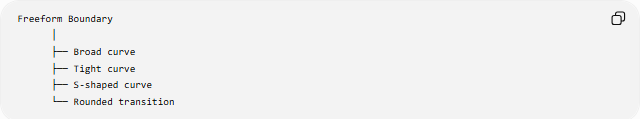 Freeform Boundary
│
├── Broad curve
├── Tight curve
├── S-shaped curve
└── Rounded transition